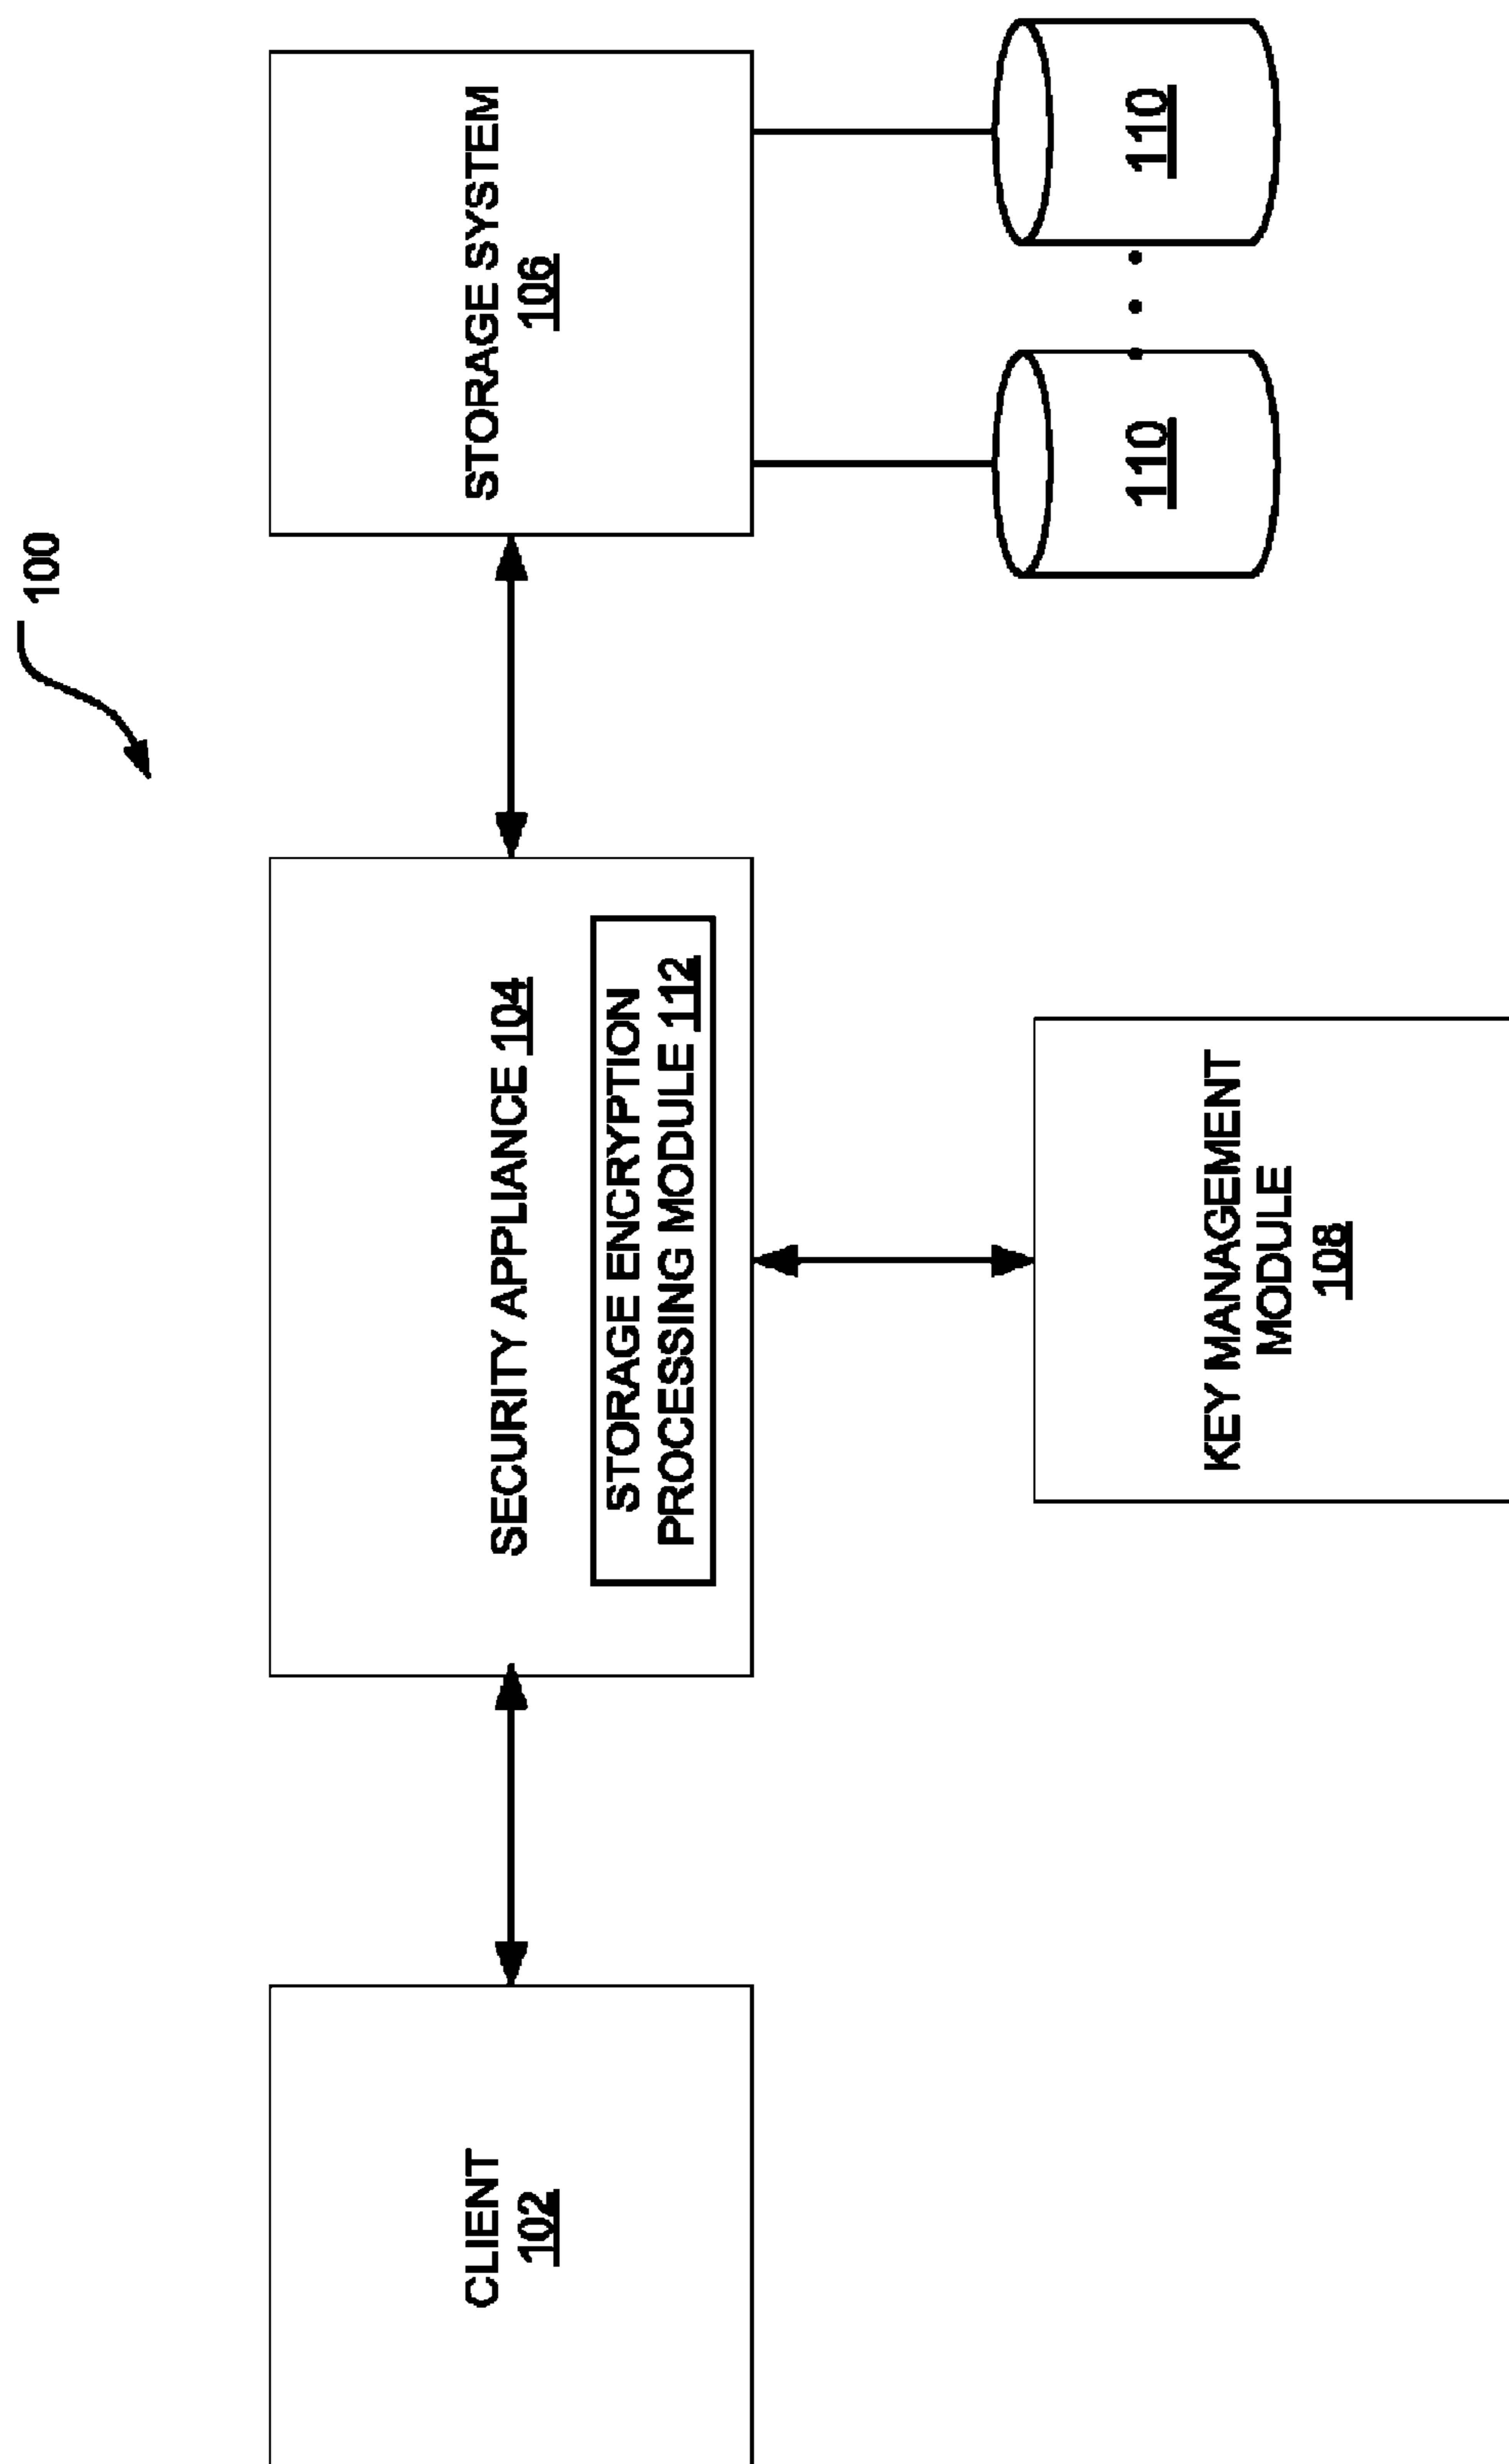 100
CLIENT
102
SECURITY APPLIANCE 104
STORAGE ENCRYPTION
PROCESSING MODULE 112
STORAGE SYSTEM
106
KEY MANAGEMENT
MODULE
108
110
110